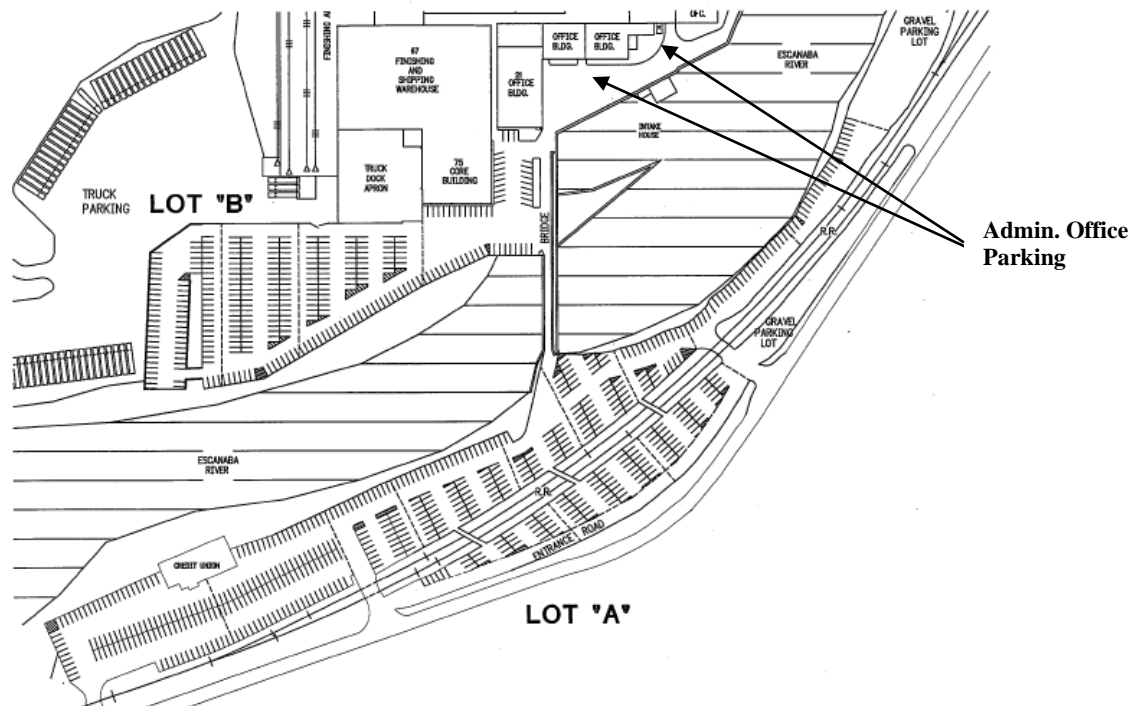 OFC.
GRAVEL
PARKING
LOT
FINISHING
OFFICE
BLDG.
OFFICE
BLDG.
67
FINISHING
AND
SHIPPING
WAREHOUSE
21
OFFICE
BLDG.
ESCANABA
RIVER
INTAKE
HOUSE
75
CORE
BUILDING
TRUCK
DOCK
APRON
TRUCK
PARKING
LOT "B"
BRIDGE
R.R.
Admin. Office
Parking
GRAVEL
PARKING
LOT
ESCANABA
RIVER
R.R.
ENTRANCE ROAD
CREDIT UNION
LOT "A"